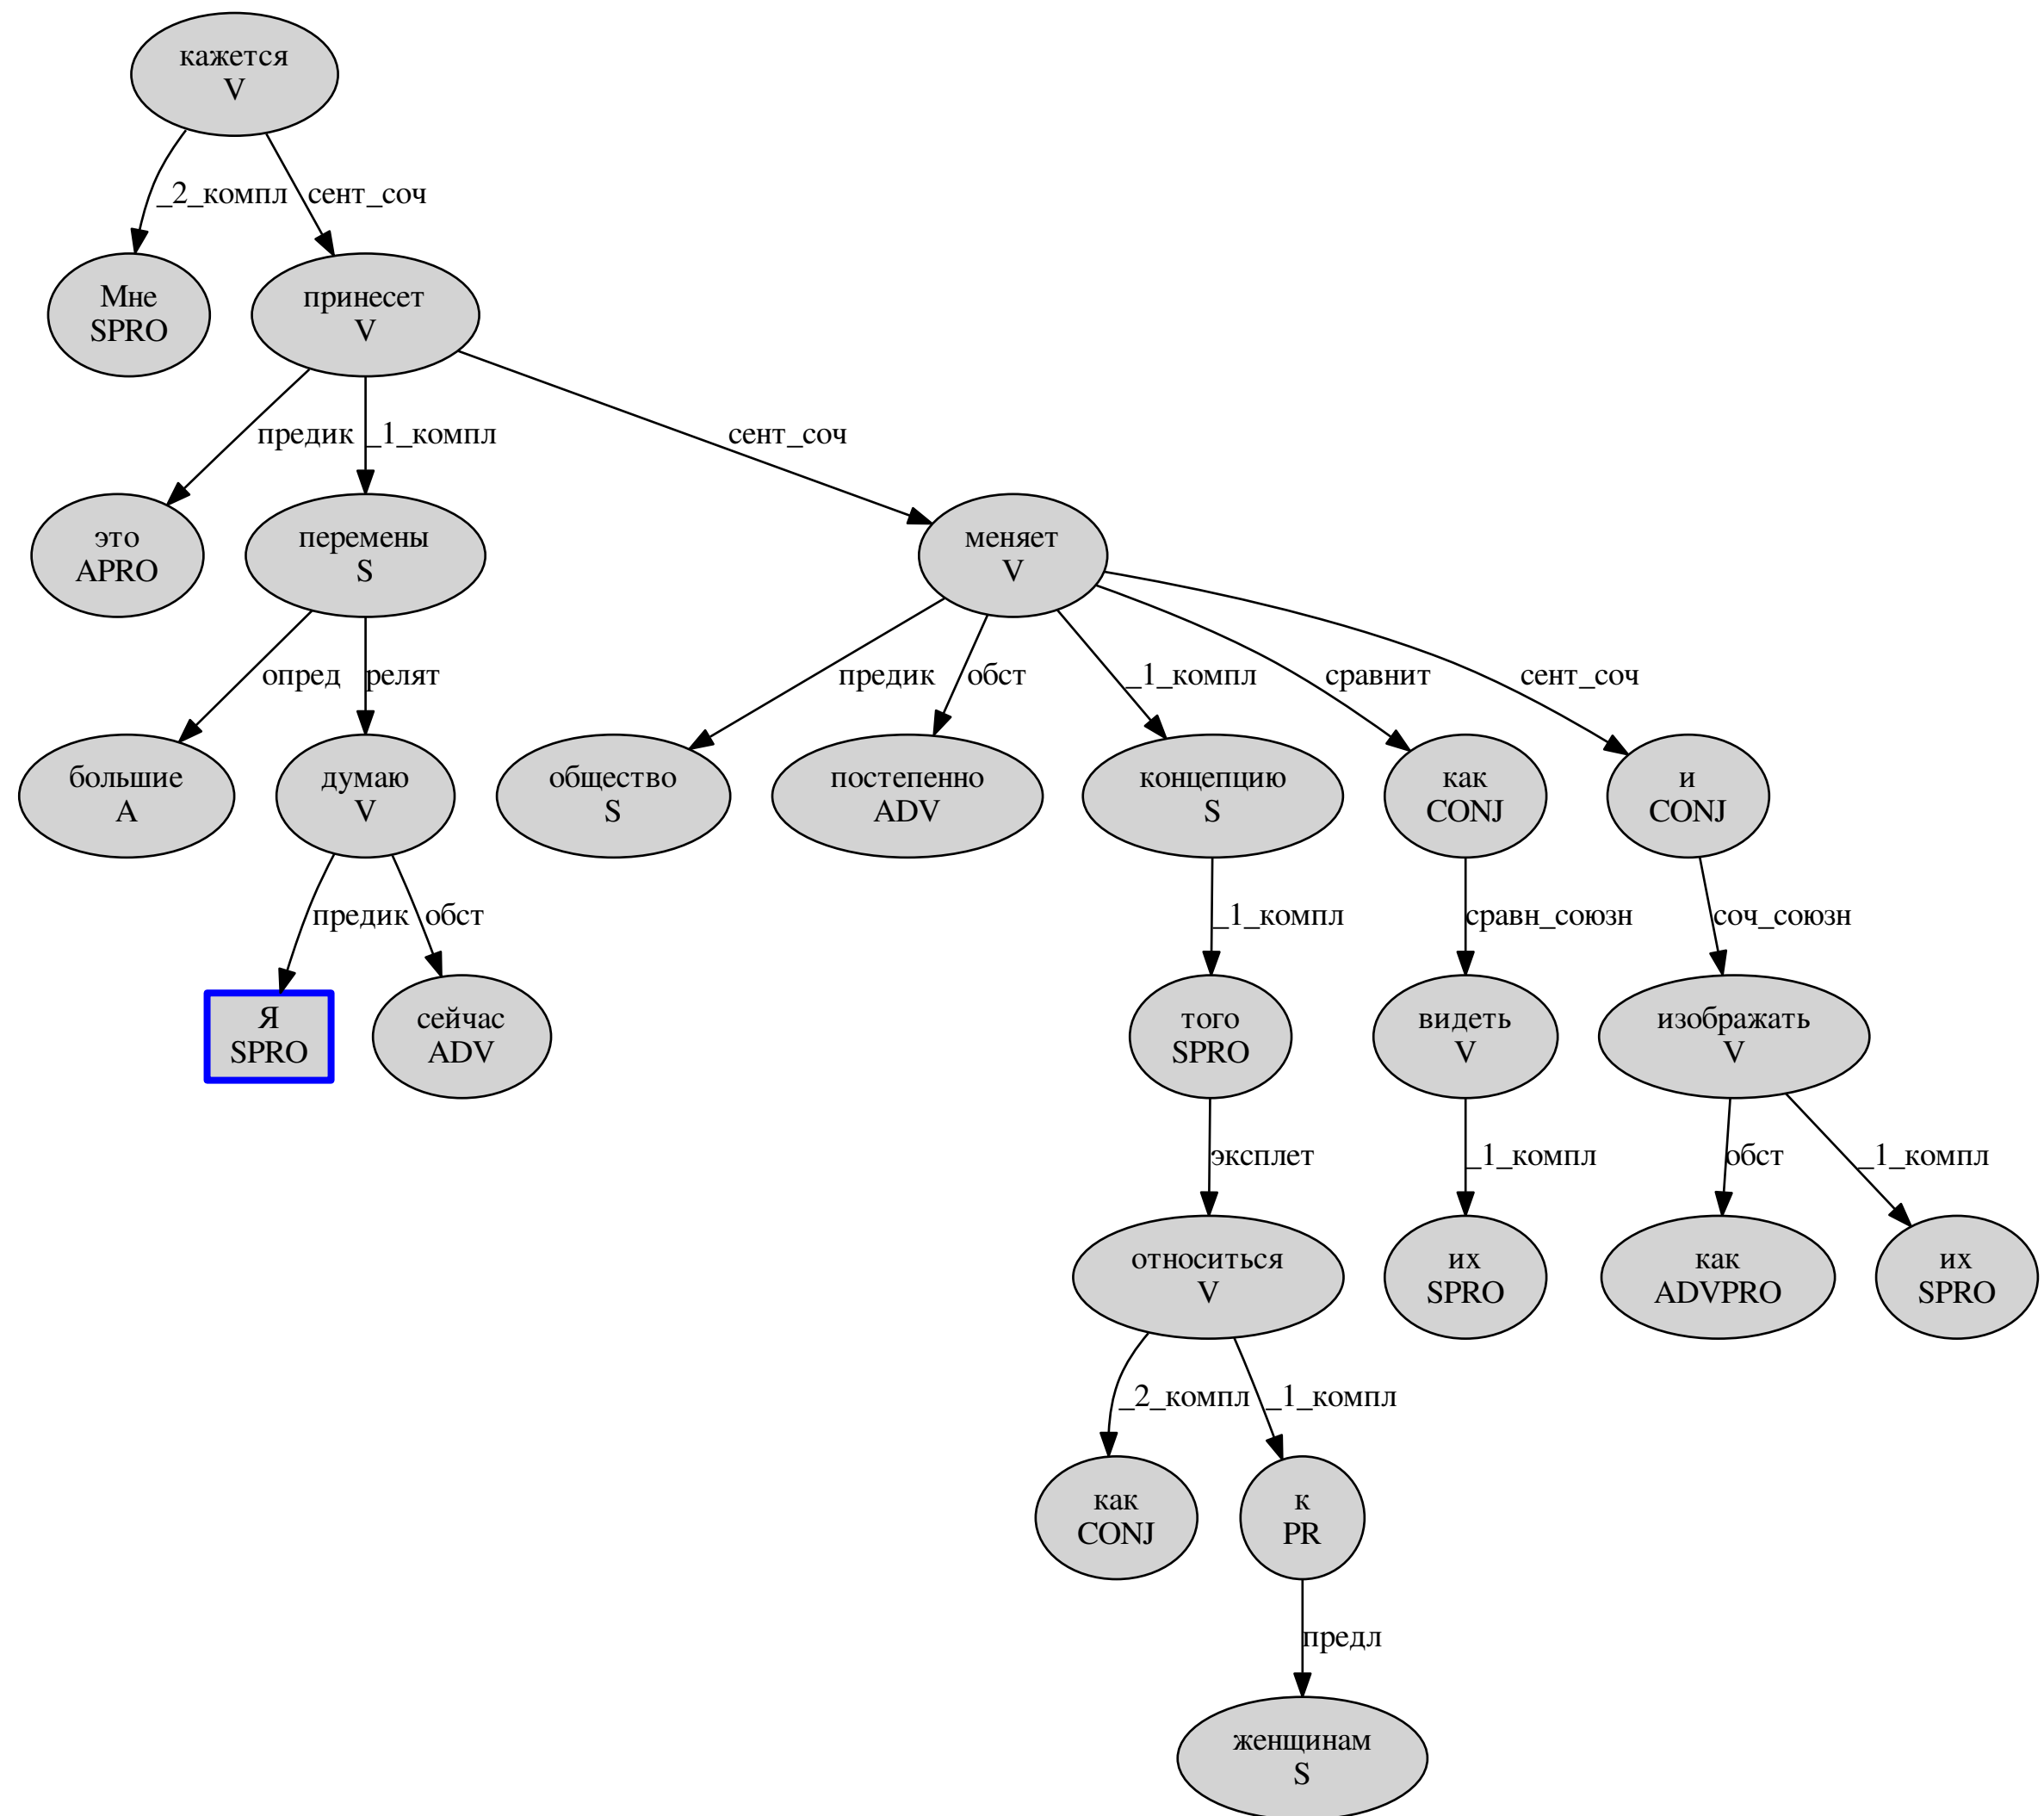 кажется
V
_2_компл
сент_соч
Мне
SPRO
принесет
V
предик
_1_компл
сент_соч
это
APRO
перемены
S
меняет
V
опред
релят
предик
обст
_1_компл
сравнит
сент_соч
большие
A
думаю
V
общество
S
постепенно
ADV
концепцию
S
как
CONJ
и
CONJ
предик
обст
_1_компл
сравн_союзн
соч_союзн
Я
SPRO
сейчас
ADV
того
SPRO
видеть
V
изображать
V
эксплет
_1_компл
обст
_1_компл
относиться
V
их
SPRO
как
ADVPRO
их
SPRO
_2_компл
_1_компл
как
CONJ
к
PR
предл
женщинам
S